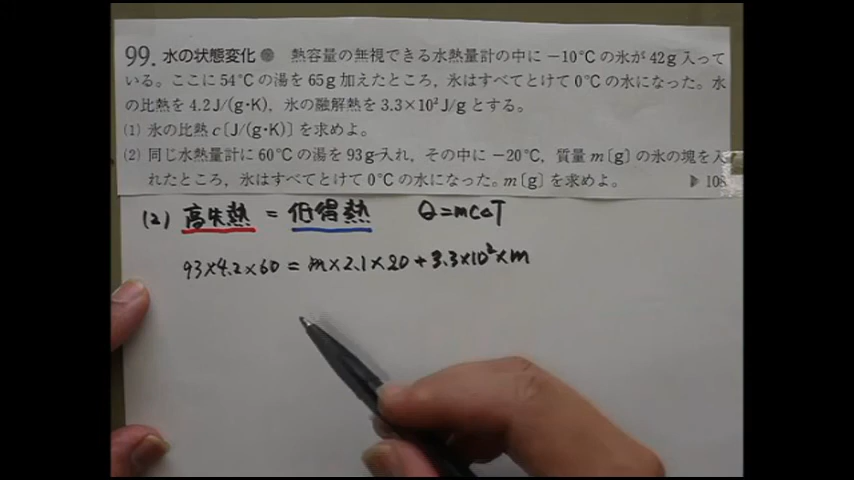 99. 水の状態変化 ● 熱容量の無視できる水熱量計の中に −10℃の氷が 42g 入って
いる。ここに 54℃の湯を 65g 加えたところ，氷はすべてとけて 0℃の水になった。水
の比熱を 4.2J/(g・K)，氷の融解熱を 3.3×10² J/g とする。
(1) 氷の比熱 c〔J/(g・K)〕を求めよ。
(2) 同じ水熱量計に 60℃の湯を 93g 入れ，その中に −20℃，質量 m〔g〕の氷の塊を入
れたところ，氷はすべてとけて 0℃の水になった。m〔g〕を求めよ。 ▶ 108
(2) 高失熱 = 低得熱 Q=mcΔT
93×4.2×60 = m×2.1×20 + 3.3×10²×m